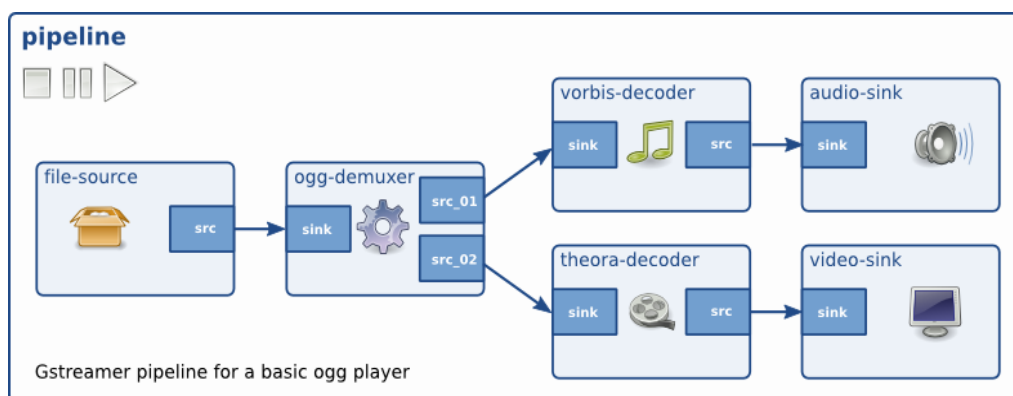 pipeline
file-source
src
ogg-demuxer
sink
src_01
src_02
vorbis-decoder
sink
src
audio-sink
sink
theora-decoder
sink
src
video-sink
sink
Gstreamer pipeline for a basic ogg player